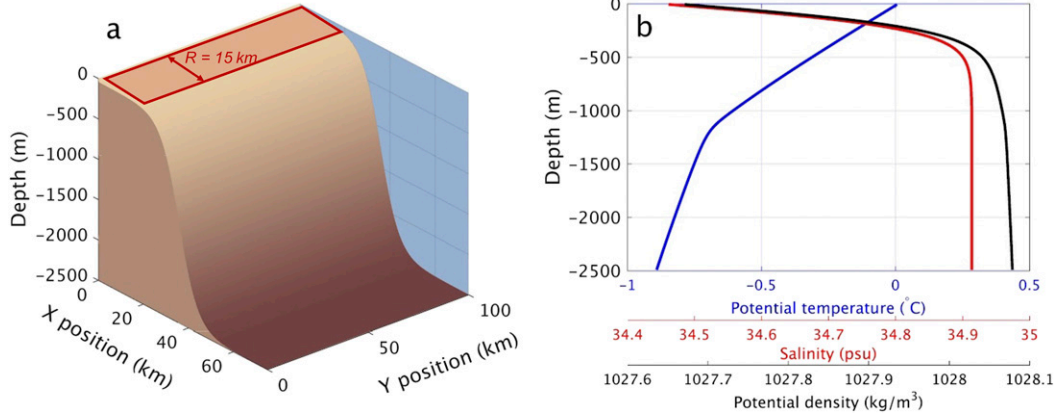 a
R = 15 km
0
-500
-1000
-1500
-2000
-2500
Depth (m)
0
20
40
60
X position (km)
0
50
100
Y position (km)
b
0
-500
-1000
-1500
-2000
-2500
Depth (m)
-1 -0.5 0 0.5
Potential temperature (°C)
34.4 34.5 34.6 34.7 34.8 34.9 35
Salinity (psu)
1027.6 1027.7 1027.8 1027.9 1028 1028.1
Potential density (kg/m³)